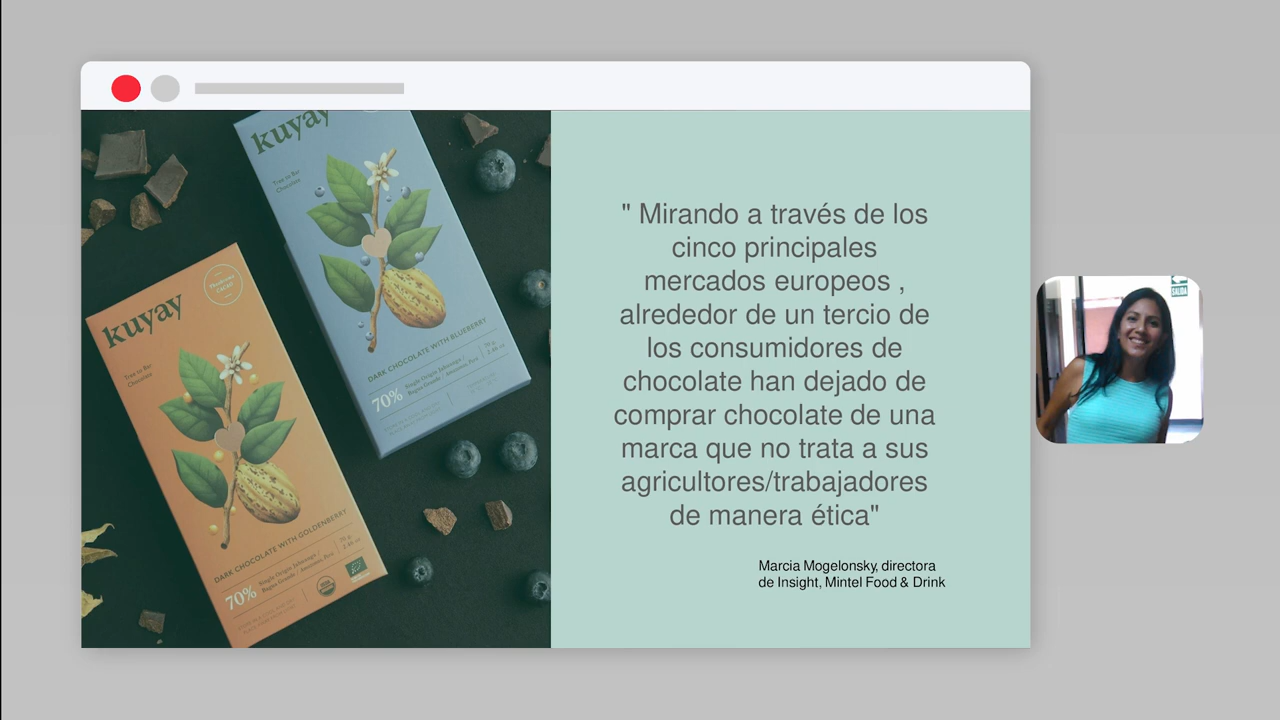 kuyay
Tree to Bar
Chocolate
DARK CHOCOLATE WITH BLUEBERRY
70%
kuyay
Tree to Bar
Chocolate
DARK CHOCOLATE WITH GOLDENBERRY
70%
" Mirando a través de los
cinco principales
mercados europeos ,
alrededor de un tercio de
los consumidores de
chocolate han dejado de
comprar chocolate de una
marca que no trata a sus
agricultores/trabajadores
de manera ética"
Marcia Mogelonsky, directora
de Insight, Mintel Food & Drink
SALIDA